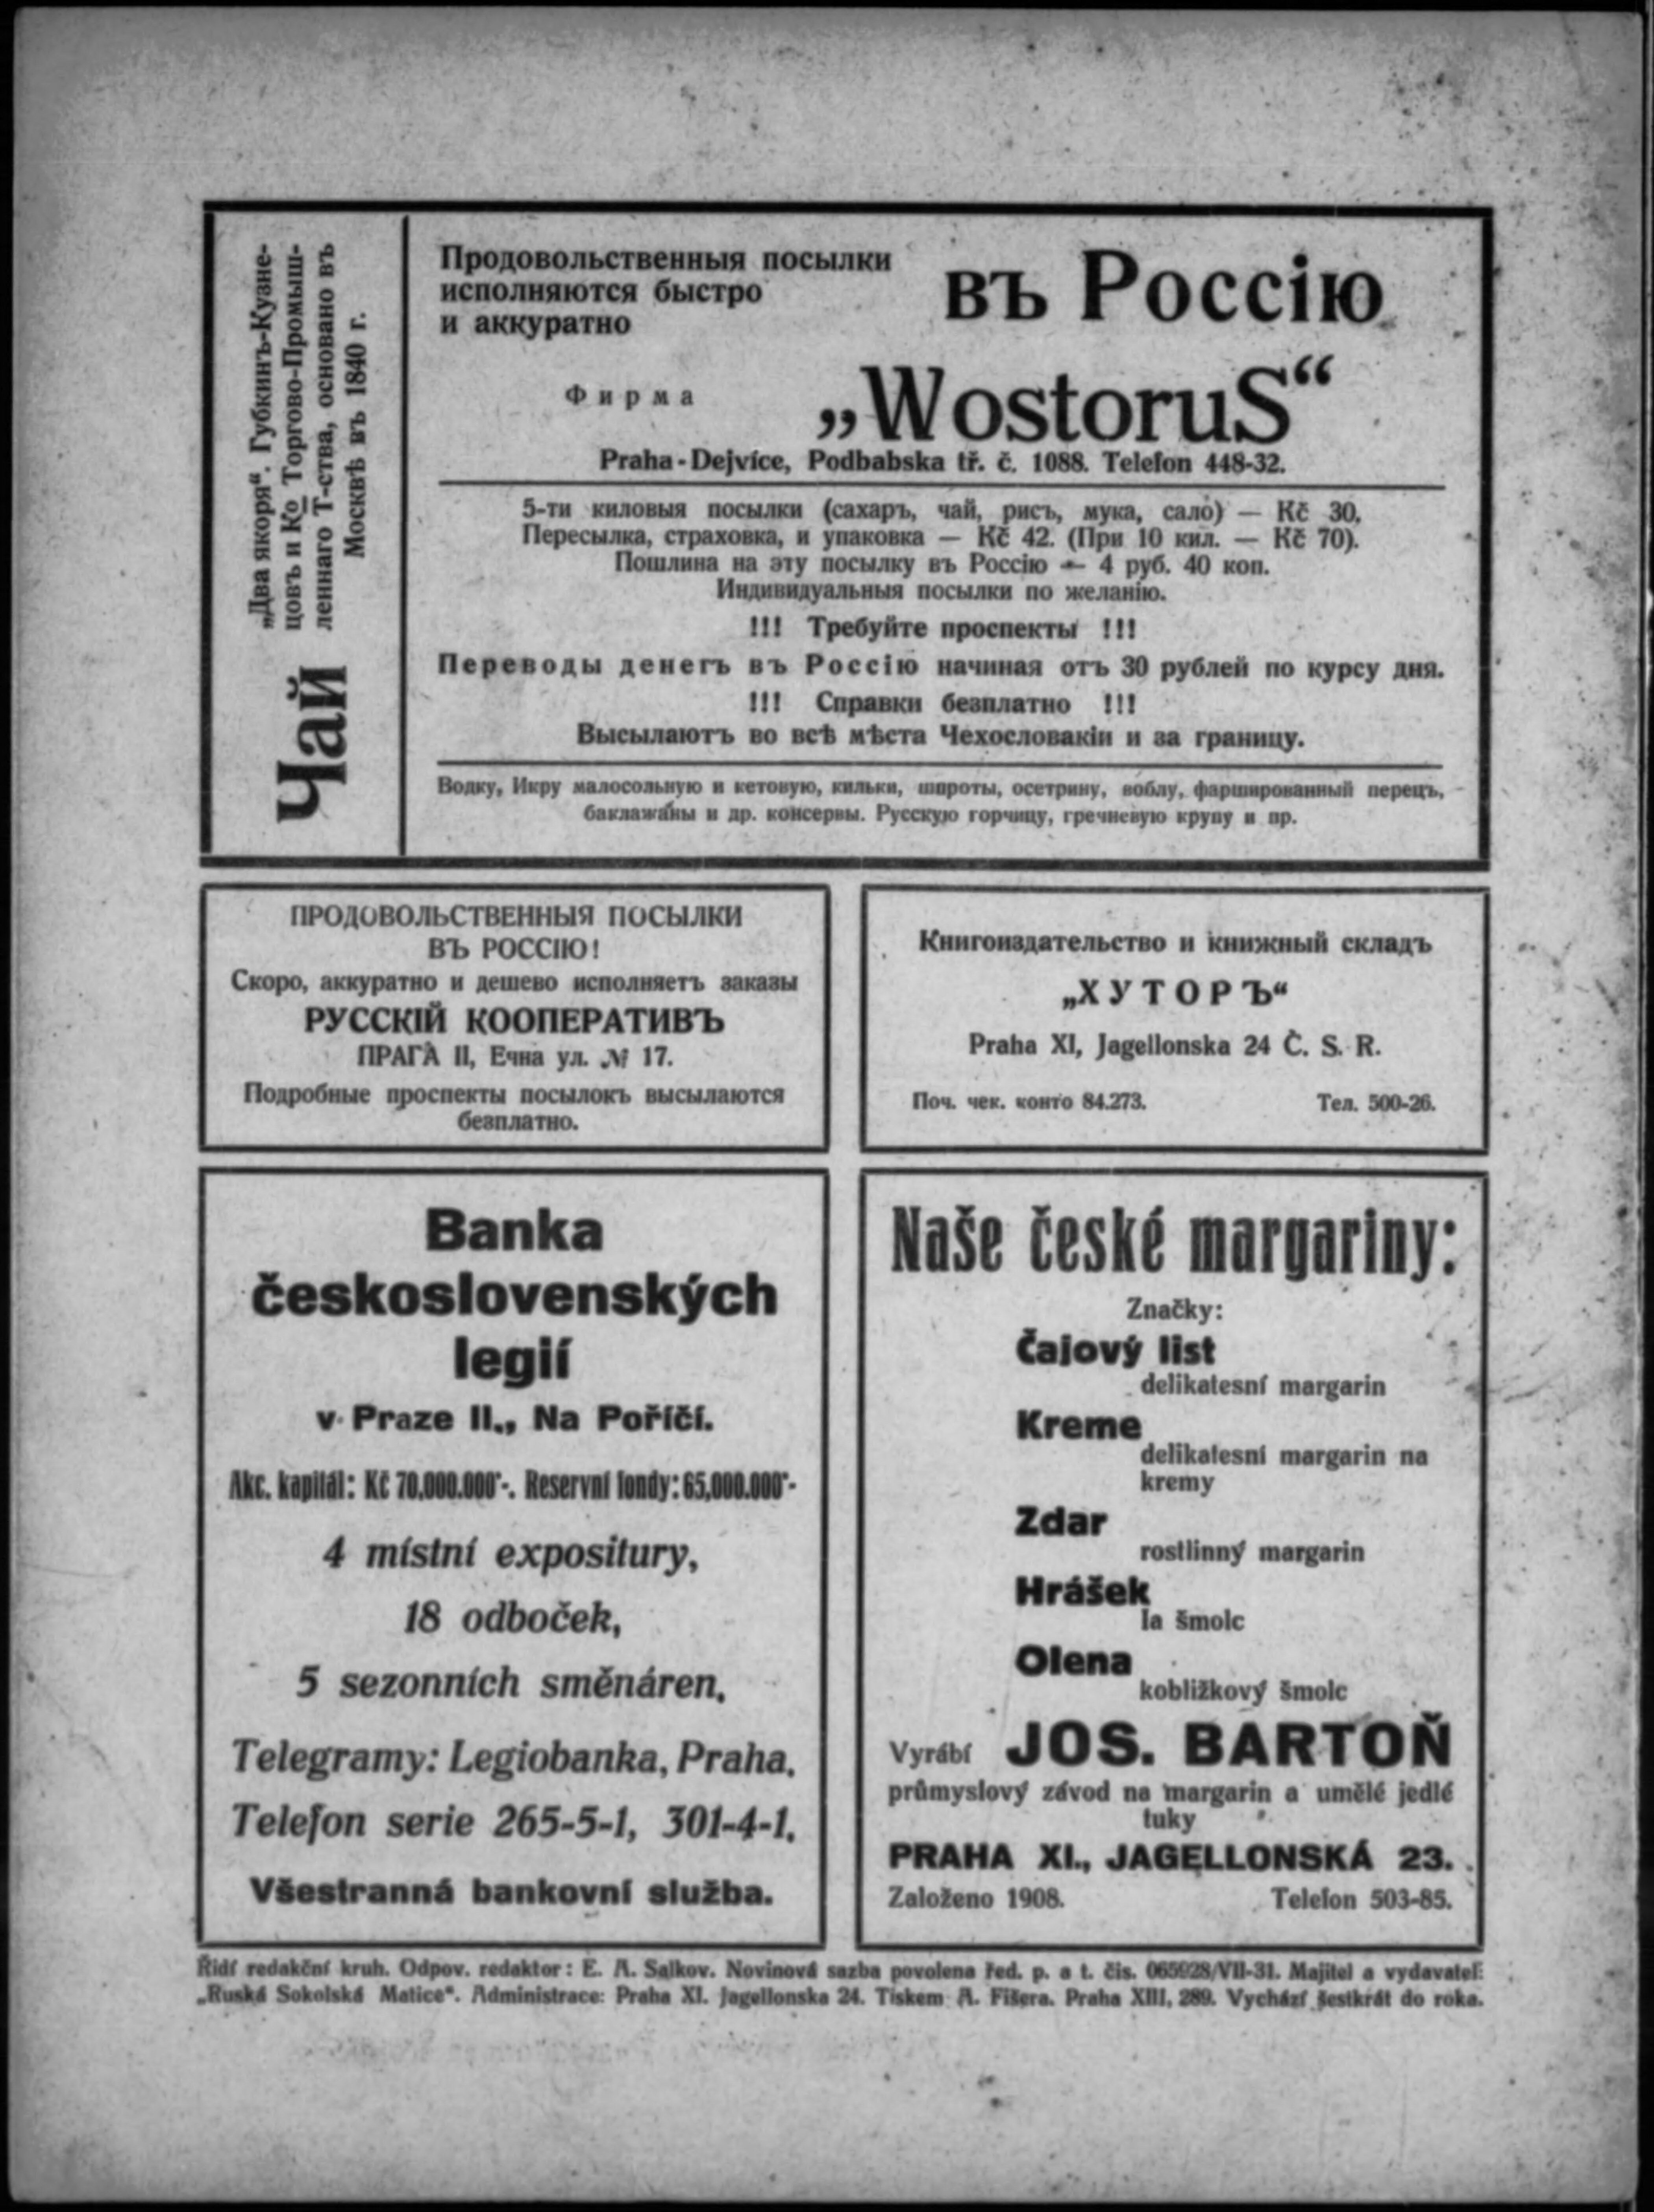 Чай
„Два якоря“. Губкинъ-Кузне-
цовъ и Ко Торгово-Промыш-
леннаго Т-ства, основано въ
Москвѣ въ 1840 г.
Продовольственныя посылки
исполняются быстро
и аккуратно
въ Россію
Фирма
„WostoruS“
Praha-Dejvice, Podbabska tř. č. 1088. Telefon 448-32.
5-ти киловыя посылки (сахаръ, чай, рисъ, мука, сало) — Kč 30,
Пересылка, страховка, и упаковка — Kč 42. (При 10 кил. — Kč 70).
Пошлина на эту посылку въ Россію — 4 руб. 40 коп.
Индивидуальныя посылки по желанію.
!!! Требуйте проспекты !!!
Переводы денегъ въ Россію начиная отъ 30 рублей по курсу дня.
!!! Справки безплатно !!!
Высылаютъ во всѣ мѣста Чехословакіи и за границу.
Водку, Икру малосольную и кетовую, кильки, шпроты, осетрину, воблу, фаршированный перецъ,
баклажаны и др. консервы. Русскую горчицу, гречневую крупу и пр.
ПРОДОВОЛЬСТВЕННЫЯ ПОСЫЛКИ
ВЪ РОССІЮ!
Скоро, аккуратно и дешево исполняетъ заказы
РУССКІЙ КООПЕРАТИВЪ
ПРАГА II, Ечна ул. № 17.
Подробные проспекты посылокъ высылаются
безплатно.
Книгоиздательство и книжный складъ
„ХУТОРЪ“
Praha XI, Jagellonska 24 Č. S. R.
Поч. чек. конто 84.273. Тел. 500-26.
Banka
československých
legií
v Praze II., Na Poříčí.
Akc. kapitál: Kč 70,000.000·-. Reservní fondy: 65,000.000·-
4 místní expositury,
18 odboček,
5 sezonních směnáren.
Telegramy: Legiobanka, Praha.
Telefon serie 265-5-1, 301-4-1.
Všestranná bankovní služba.
Naše české margariny:
Značky:
Čajový list
delikatesní margarin
Kreme
delikatesní margarin na
kremy
Zdar
rostlinný margarin
Hrášek
Ia šmolc
Olena
kobližkový šmolc
Vyrábí JOS. BARTOŇ
průmyslový závod na margarin a umělé jedlé
tuky
PRAHA XI., JAGELLONSKÁ 23.
Založeno 1908. Telefon 503-85.
Řídí redakční kruh. Odpov. redaktor: E. A. Salkov. Novinová sazba povolena řed. p. a t. čis. 065928/VII-31. Majitel a vydavatel:
„Ruská Sokolská Matice“. Administrace: Praha XI. Jagellonska 24. Tiskem A. Fišera. Praha XIII, 289. Vychází šestkrát do roka.